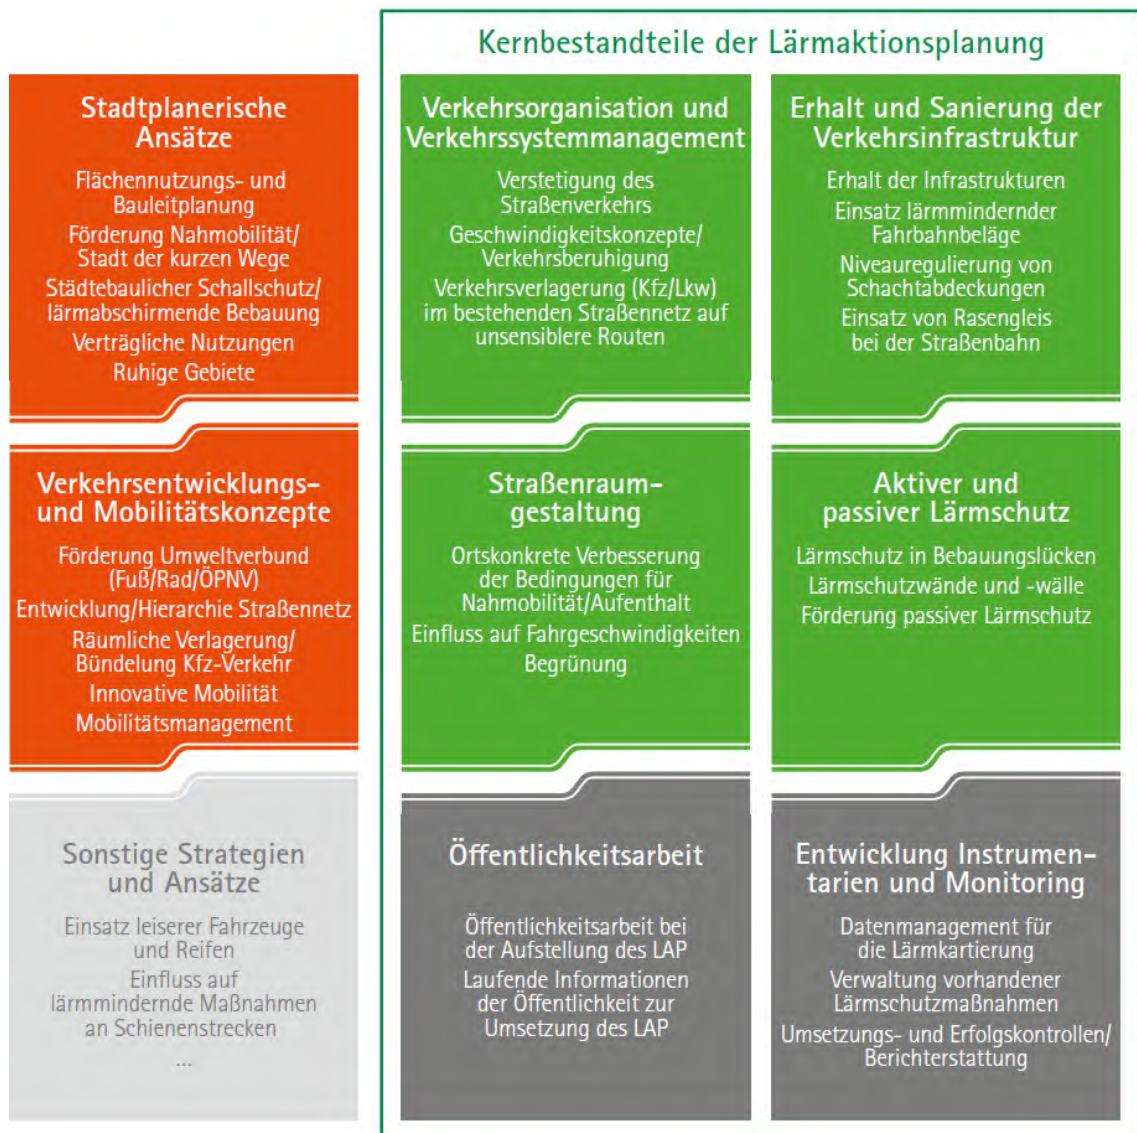 Kernbestandteile der Lärmaktionsplanung
Stadtplanerische
Ansätze
Flächennutzungs- und
Bauleitplanung
Förderung Nahmobilität/
Stadt der kurzen Wege
Städtebaulicher Schallschutz/
lärmabschirmende Bebauung
Verträgliche Nutzungen
Ruhige Gebiete
Verkehrsorganisation und
Verkehrssystemmanagement
Verstetigung des
Straßenverkehrs
Geschwindigkeitskonzepte/
Verkehrsberuhigung
Verkehrsverlagerung (Kfz/Lkw)
im bestehenden Straßennetz auf
unsensiblere Routen
Erhalt und Sanierung der
Verkehrsinfrastruktur
Erhalt der Infrastrukturen
Einsatz lärmmindernder
Fahrbahnbeläge
Niveauregulierung von
Schachtabdeckungen
Einsatz von Rasengleis
bei der Straßenbahn
Verkehrsentwicklungs-
und Mobilitätskonzepte
Förderung Umweltverbund
(Fuß/Rad/ÖPNV)
Entwicklung/Hierarchie Straßennetz
Räumliche Verlagerung/
Bündelung Kfz-Verkehr
Innovative Mobilität
Mobilitätsmanagement
Straßenraum-
gestaltung
Ortskonkrete Verbesserung
der Bedingungen für
Nahmobilität/Aufenthalt
Einfluss auf Fahrgeschwindigkeiten
Begrünung
Aktiver und
passiver Lärmschutz
Lärmschutz in Bebauungslücken
Lärmschutzwände und -wälle
Förderung passiver Lärmschutz
Sonstige Strategien
und Ansätze
Einsatz leiserer Fahrzeuge
und Reifen
Einfluss auf
lärmmindernde Maßnahmen
an Schienenstrecken
...
Öffentlichkeitsarbeit
Öffentlichkeitsarbeit bei
der Aufstellung des LAP
Laufende Informationen
der Öffentlichkeit zur
Umsetzung des LAP
Entwicklung Instrumen-
tarien und Monitoring
Datenmanagement für
die Lärmkartierung
Verwaltung vorhandener
Lärmschutzmaßnahmen
Umsetzungs- und Erfolgskontrollen/
Berichterstattung